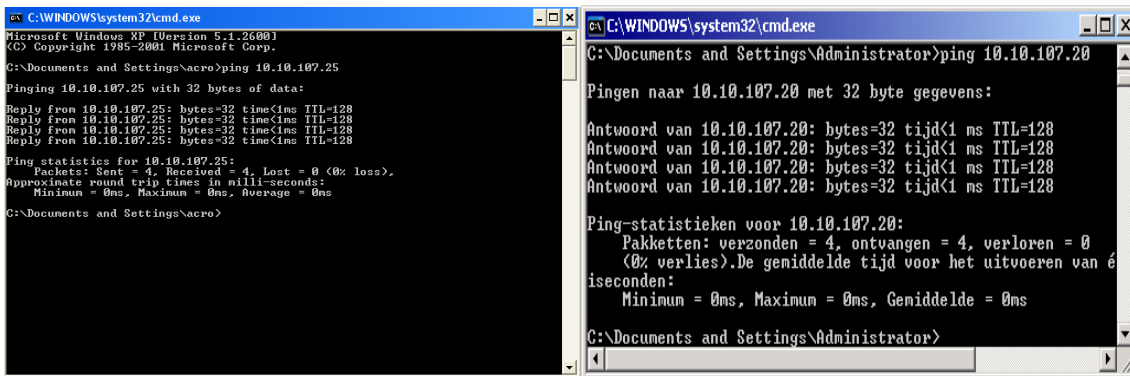 C:\WINDOWS\system32\cmd.exe
Microsoft Windows XP [Version 5.1.2600]
(C) Copyright 1985-2001 Microsoft Corp.
C:\Documents and Settings\acro>ping 10.10.107.25
Pinging 10.10.107.25 with 32 bytes of data:
Reply from 10.10.107.25: bytes=32 time<1ms TTL=128
Reply from 10.10.107.25: bytes=32 time<1ms TTL=128
Reply from 10.10.107.25: bytes=32 time<1ms TTL=128
Reply from 10.10.107.25: bytes=32 time<1ms TTL=128
Ping statistics for 10.10.107.25:
Packets: Sent = 4, Received = 4, Lost = 0 (0% loss),
Approximate round trip times in milli-seconds:
Minimum = 0ms, Maximum = 0ms, Average = 0ms
C:\Documents and Settings\acro>
C:\WINDOWS\system32\cmd.exe
C:\Documents and Settings\Administrator>ping 10.10.107.20
Pingen naar 10.10.107.20 met 32 byte gegevens:
Antwoord van 10.10.107.20: bytes=32 tijd<1 ms TTL=128
Antwoord van 10.10.107.20: bytes=32 tijd<1 ms TTL=128
Antwoord van 10.10.107.20: bytes=32 tijd<1 ms TTL=128
Antwoord van 10.10.107.20: bytes=32 tijd<1 ms TTL=128
Ping-statistieken voor 10.10.107.20:
Pakketten: verzonden = 4, ontvangen = 4, verloren = 0
(0% verlies).De gemiddelde tijd voor het uitvoeren van é
iseconden:
Minimum = 0ms, Maximum = 0ms, Gemiddelde = 0ms
C:\Documents and Settings\Administrator>